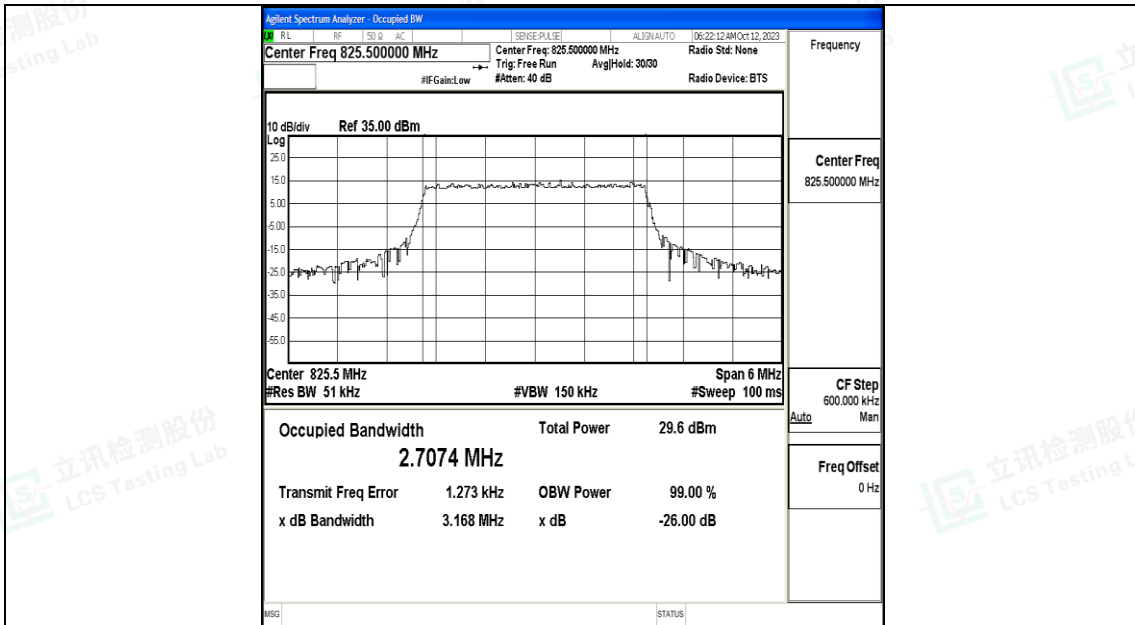 Agilent Spectrum Analyzer - Occupied BW
RL RF 50 Ω AC SENSE:PULSE ALIGN AUTO 06:22:12 AM Oct 12, 2023
Center Freq 825.500000 MHz
Center Freq: 825.500000 MHz Radio Std: None
Trig: Free Run Avg|Hold: 30/30
#IFGain:Low #Atten: 40 dB Radio Device: BTS
Frequency
10 dB/div Ref 35.00 dBm
Log
25.0
15.0
5.00
-5.00
-15.0
-25.0
-35.0
-45.0
-55.0
Center 825.5 MHz Span 6 MHz
#Res BW 51 kHz #VBW 150 kHz #Sweep 100 ms
Center Freq
825.500000 MHz
CF Step
600.000 kHz
Auto Man
Freq Offset
0 Hz
Occupied Bandwidth Total Power 29.6 dBm
2.7074 MHz
Transmit Freq Error 1.273 kHz OBW Power 99.00 %
x dB Bandwidth 3.168 MHz x dB -26.00 dB
MSG STATUS
立讯检测股份
LCS Testing Lab